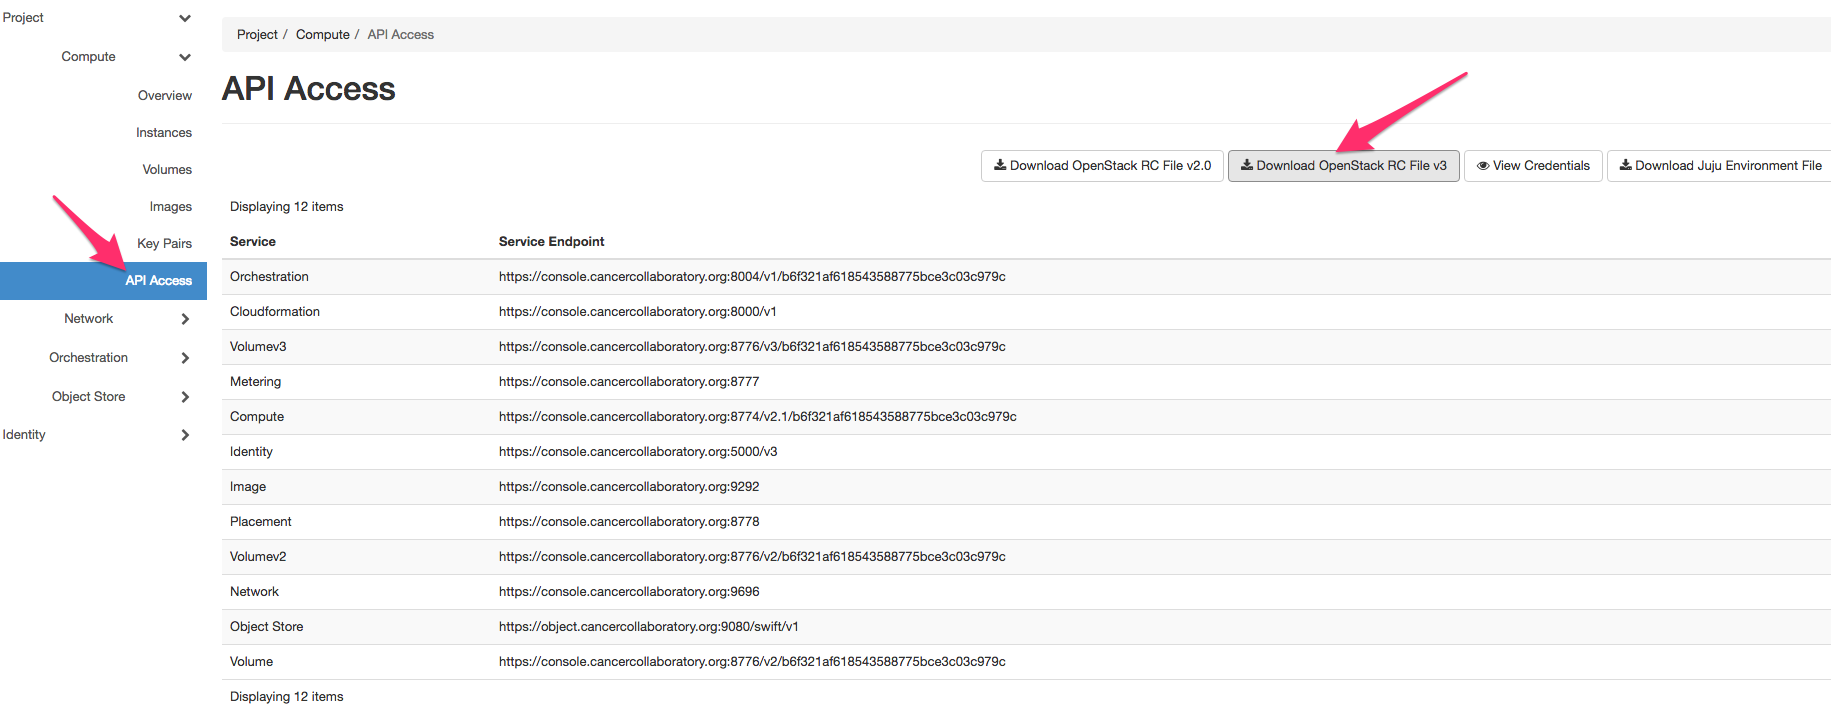 Project
Compute
Overview
Instances
Volumes
Images
Key Pairs
API Access
Network
Orchestration
Object Store
Identity
Project / Compute / API Access
API Access
Download OpenStack RC File v2.0 Download OpenStack RC File v3 View Credentials Download Juju Environment File
Displaying 12 items
Service Service Endpoint
Orchestration https://console.cancercollaboratory.org:8004/v1/b6f321af618543588775bce3c03c979c
Cloudformation https://console.cancercollaboratory.org:8000/v1
Volumev3 https://console.cancercollaboratory.org:8776/v3/b6f321af618543588775bce3c03c979c
Metering https://console.cancercollaboratory.org:8777
Compute https://console.cancercollaboratory.org:8774/v2.1/b6f321af618543588775bce3c03c979c
Identity https://console.cancercollaboratory.org:5000/v3
Image https://console.cancercollaboratory.org:9292
Placement https://console.cancercollaboratory.org:8778
Volumev2 https://console.cancercollaboratory.org:8776/v2/b6f321af618543588775bce3c03c979c
Network https://console.cancercollaboratory.org:9696
Object Store https://object.cancercollaboratory.org:9080/swift/v1
Volume https://console.cancercollaboratory.org:8776/v2/b6f321af618543588775bce3c03c979c
Displaying 12 items